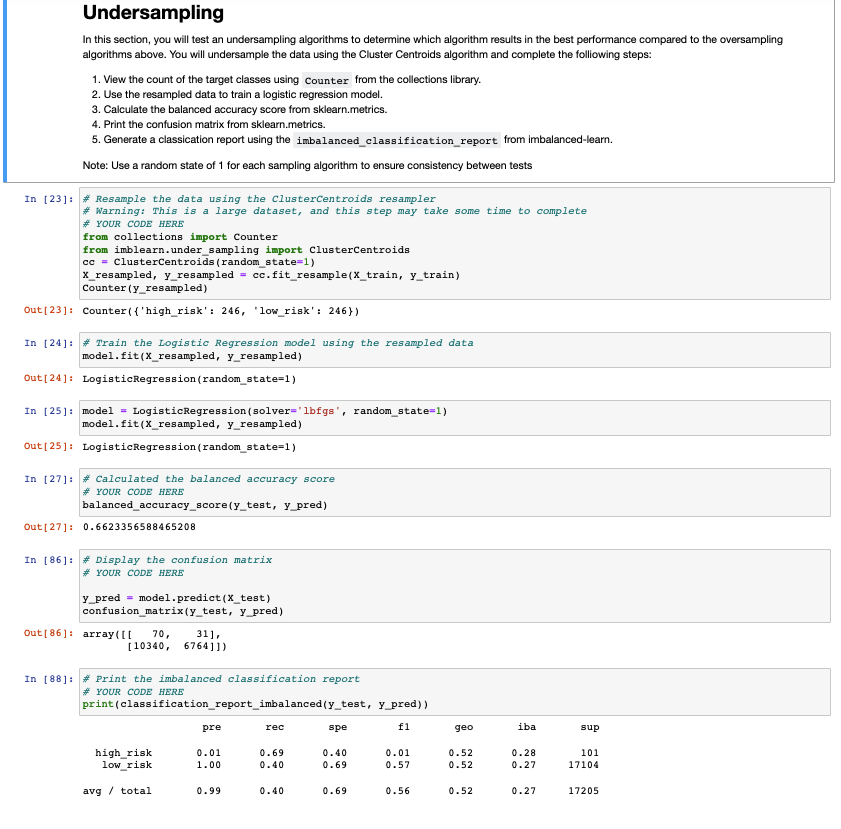 Undersampling
In this section, you will test an undersampling algorithms to determine which algorithm results in the best performance compared to the oversampling
algorithms above. You will undersample the data using the Cluster Centroids algorithm and complete the folliowing steps:
1. View the count of the target classes using Counter from the collections library.
2. Use the resampled data to train a logistic regression model.
3. Calculate the balanced accuracy score from sklearn.metrics.
4. Print the confusion matrix from sklearn.metrics.
5. Generate a classication report using the imbalanced_classification_report from imbalanced-learn.
Note: Use a random state of 1 for each sampling algorithm to ensure consistency between tests
In [23]: # Resample the data using the ClusterCentroids resampler
# Warning: This is a large dataset, and this step may take some time to complete
# YOUR CODE HERE
from collections import Counter
from imblearn.under_sampling import ClusterCentroids
cc = ClusterCentroids(random_state=1)
X_resampled, y_resampled = cc.fit_resample(X_train, y_train)
Counter(y_resampled)
Out[23]: Counter({'high_risk': 246, 'low_risk': 246})
In [24]: # Train the Logistic Regression model using the resampled data
model.fit(X_resampled, y_resampled)
Out[24]: LogisticRegression(random_state=1)
In [25]: model = LogisticRegression(solver='lbfgs', random_state=1)
model.fit(X_resampled, y_resampled)
Out[25]: LogisticRegression(random_state=1)
In [27]: # Calculated the balanced accuracy score
# YOUR CODE HERE
balanced_accuracy_score(y_test, y_pred)
Out[27]: 0.6623356588465208
In [86]: # Display the confusion matrix
# YOUR CODE HERE
y_pred = model.predict(X_test)
confusion_matrix(y_test, y_pred)
Out[86]: array([[ 70, 31],
[10340, 6764]])
In [88]: # Print the imbalanced classification report
# YOUR CODE HERE
print(classification_report_imbalanced(y_test, y_pred))
pre rec spe f1 geo iba sup
high_risk 0.01 0.69 0.40 0.01 0.52 0.28 101
low_risk 1.00 0.40 0.69 0.57 0.52 0.27 17104
avg / total 0.99 0.40 0.69 0.56 0.52 0.27 17205